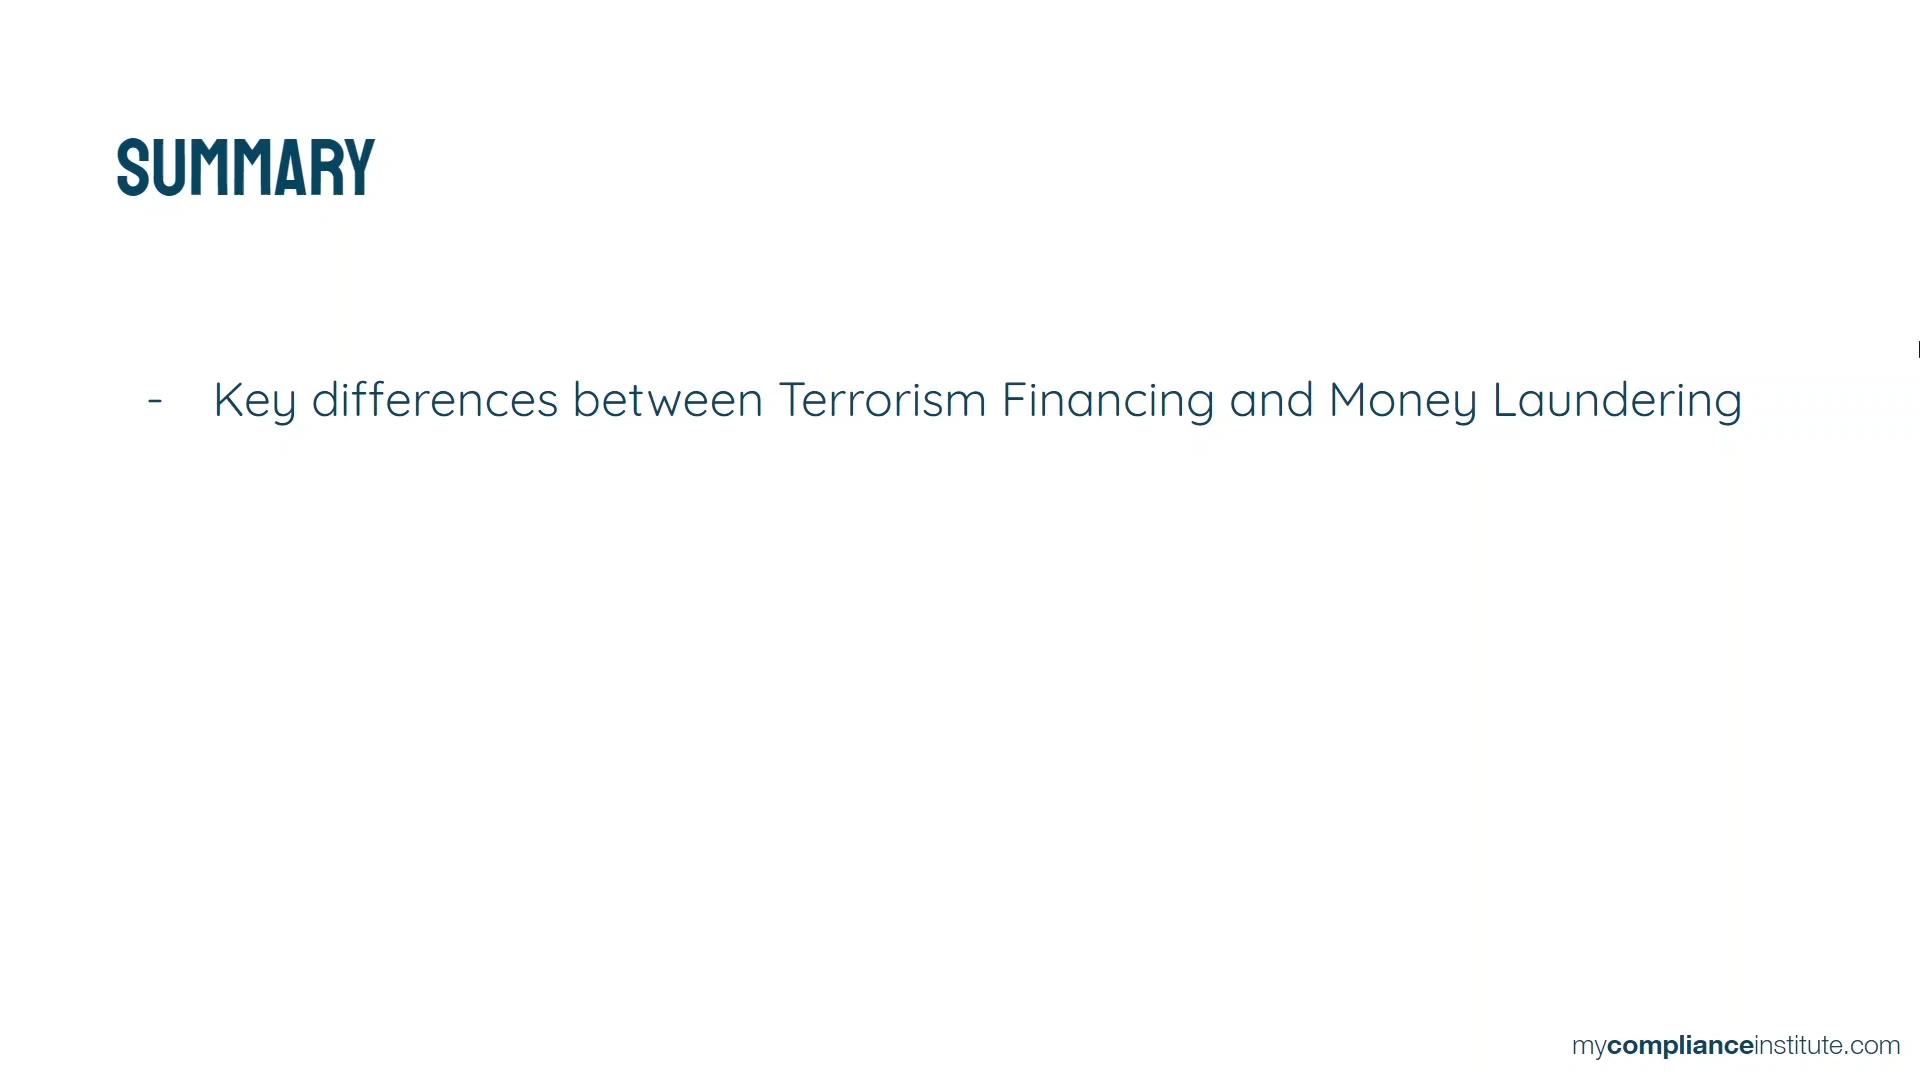 SUMMARY
- Key differences between Terrorism Financing and Money Laundering
mycomplianceinstitute.com